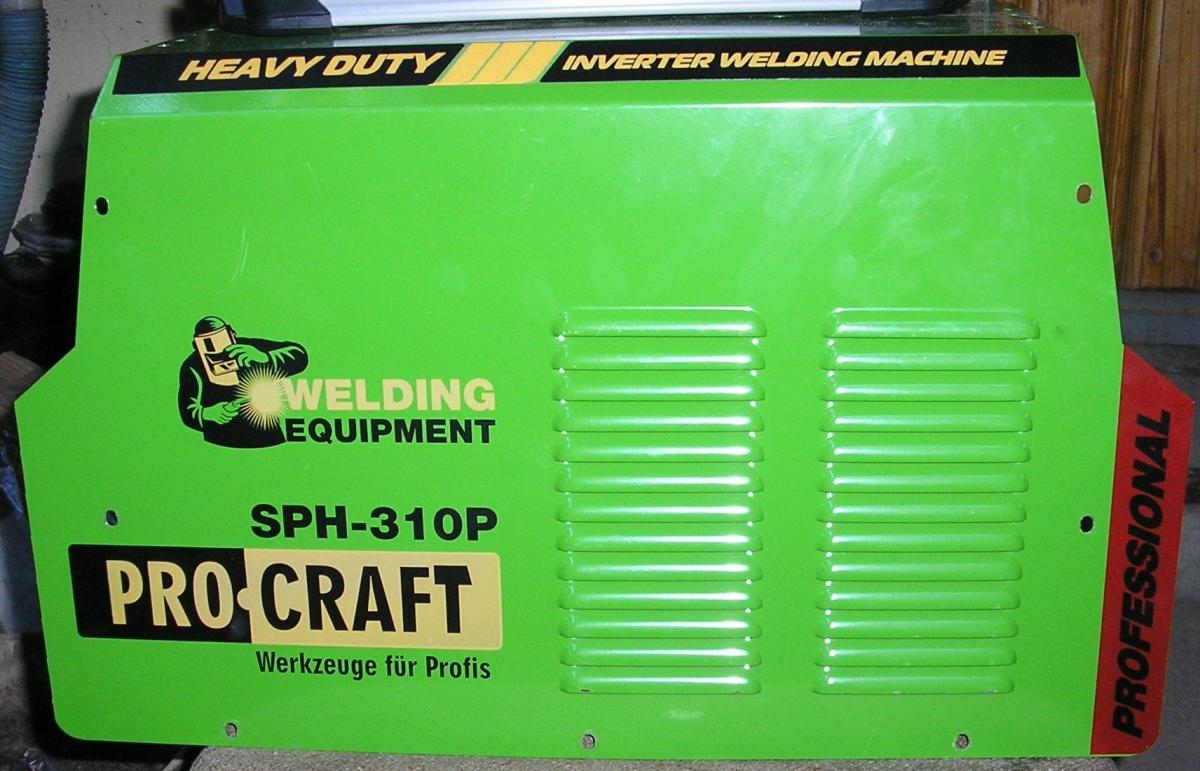 HEAVY DUTY INVERTER WELDING MACHINE
WELDING
EQUIPMENT
SPH-310P
PRO CRAFT
Werkzeuge für Profis
PROFESSIONAL